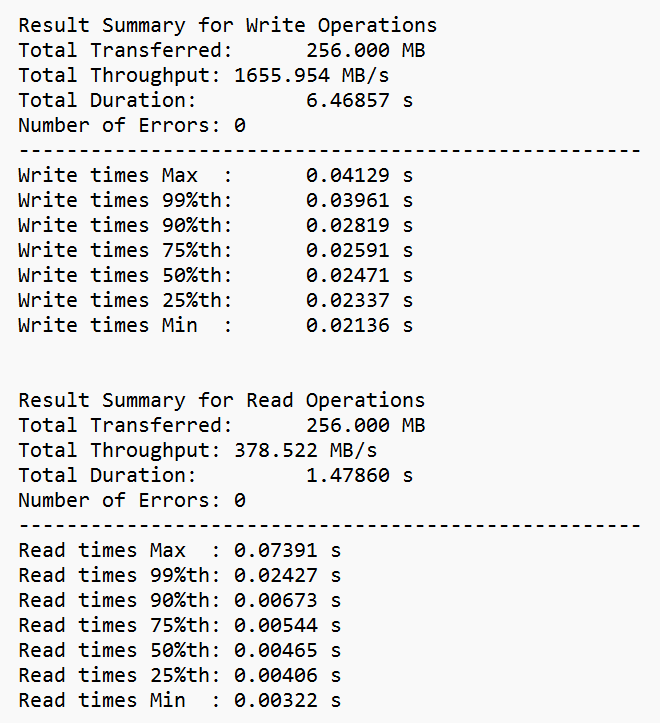 Result Summary for Write Operations
Total Transferred:      256.000 MB
Total Throughput: 1655.954 MB/s
Total Duration:         6.46857 s
Number of Errors: 0
----------------------------------------------------
Write times Max  :      0.04129 s
Write times 99%th:      0.03961 s
Write times 90%th:      0.02819 s
Write times 75%th:      0.02591 s
Write times 50%th:      0.02471 s
Write times 25%th:      0.02337 s
Write times Min  :      0.02136 s
Result Summary for Read Operations
Total Transferred:      256.000 MB
Total Throughput: 378.522 MB/s
Total Duration:         1.47860 s
Number of Errors: 0
----------------------------------------------------
Read times Max  : 0.07391 s
Read times 99%th: 0.02427 s
Read times 90%th: 0.00673 s
Read times 75%th: 0.00544 s
Read times 50%th: 0.00465 s
Read times 25%th: 0.00406 s
Read times Min  : 0.00322 s